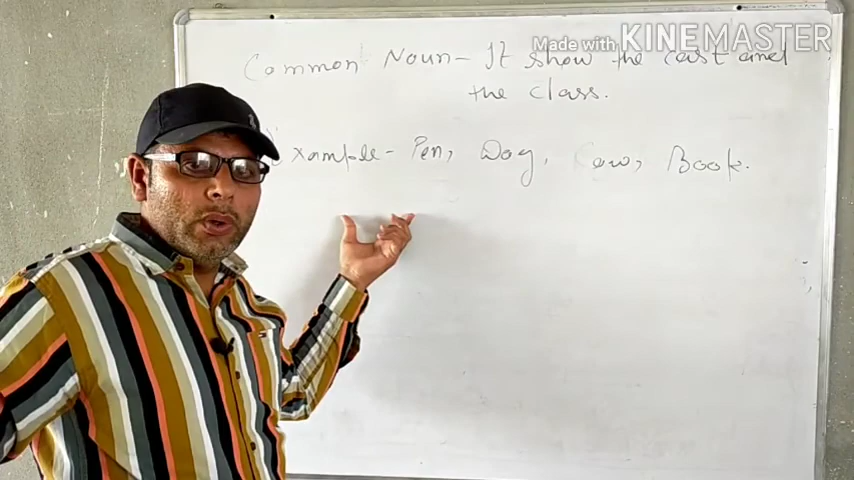 Made with KINEMASTER
Common Noun - It show the cast and
the class.
Example - Pen, Dog, Cow, Book.